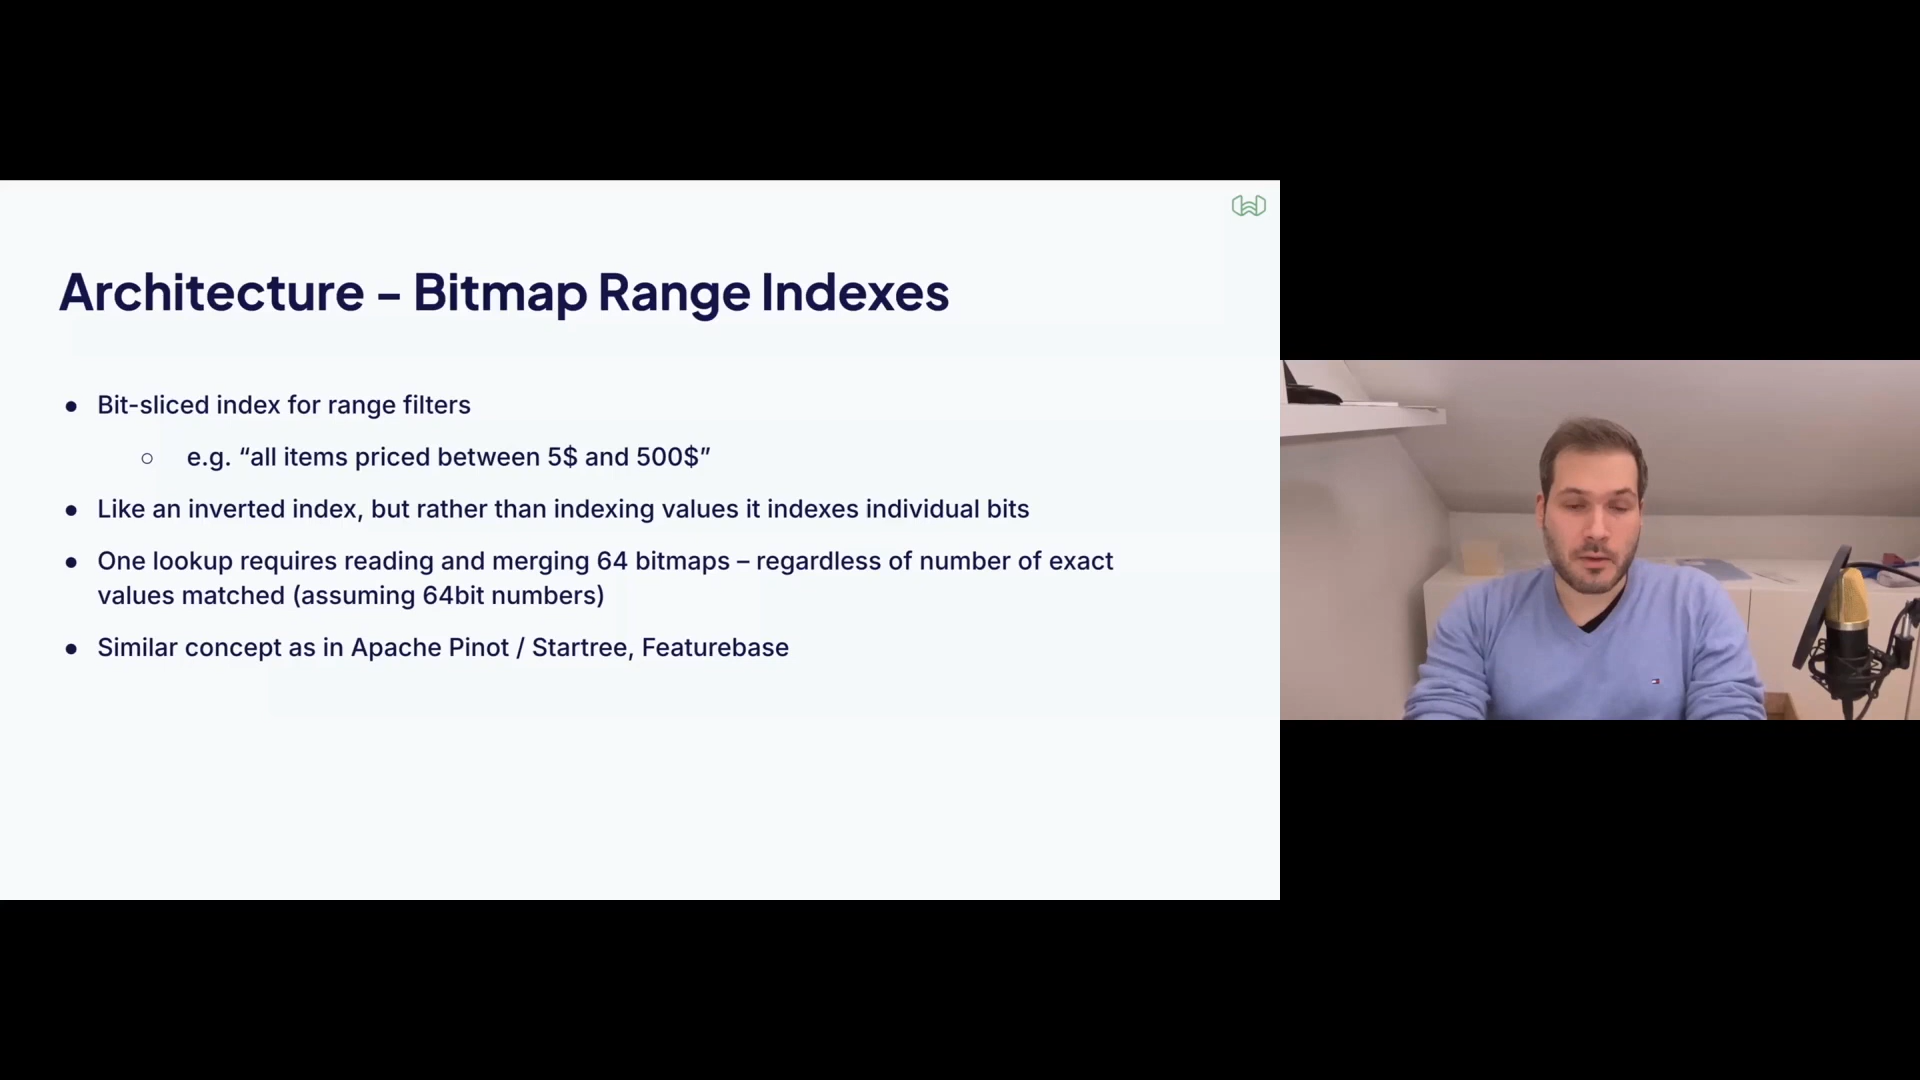 Architecture – Bitmap Range Indexes
● Bit-sliced index for range filters
○ e.g. “all items priced between 5$ and 500$”
● Like an inverted index, but rather than indexing values it indexes individual bits
● One lookup requires reading and merging 64 bitmaps – regardless of number of exact
values matched (assuming 64bit numbers)
● Similar concept as in Apache Pinot / Startree, Featurebase